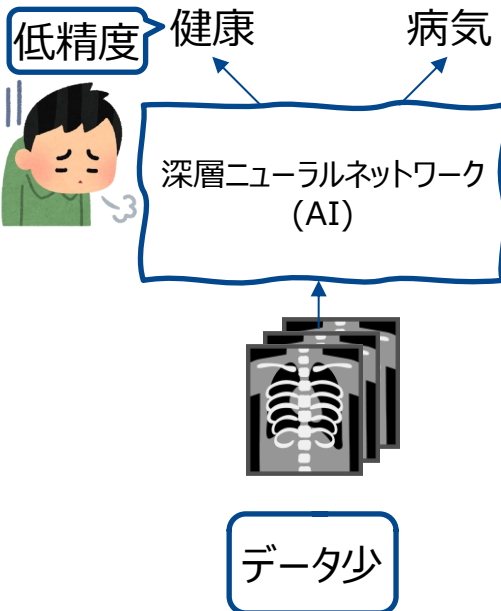 低精度
健康
病気
深層ニューラルネットワーク
(AI)
データ少